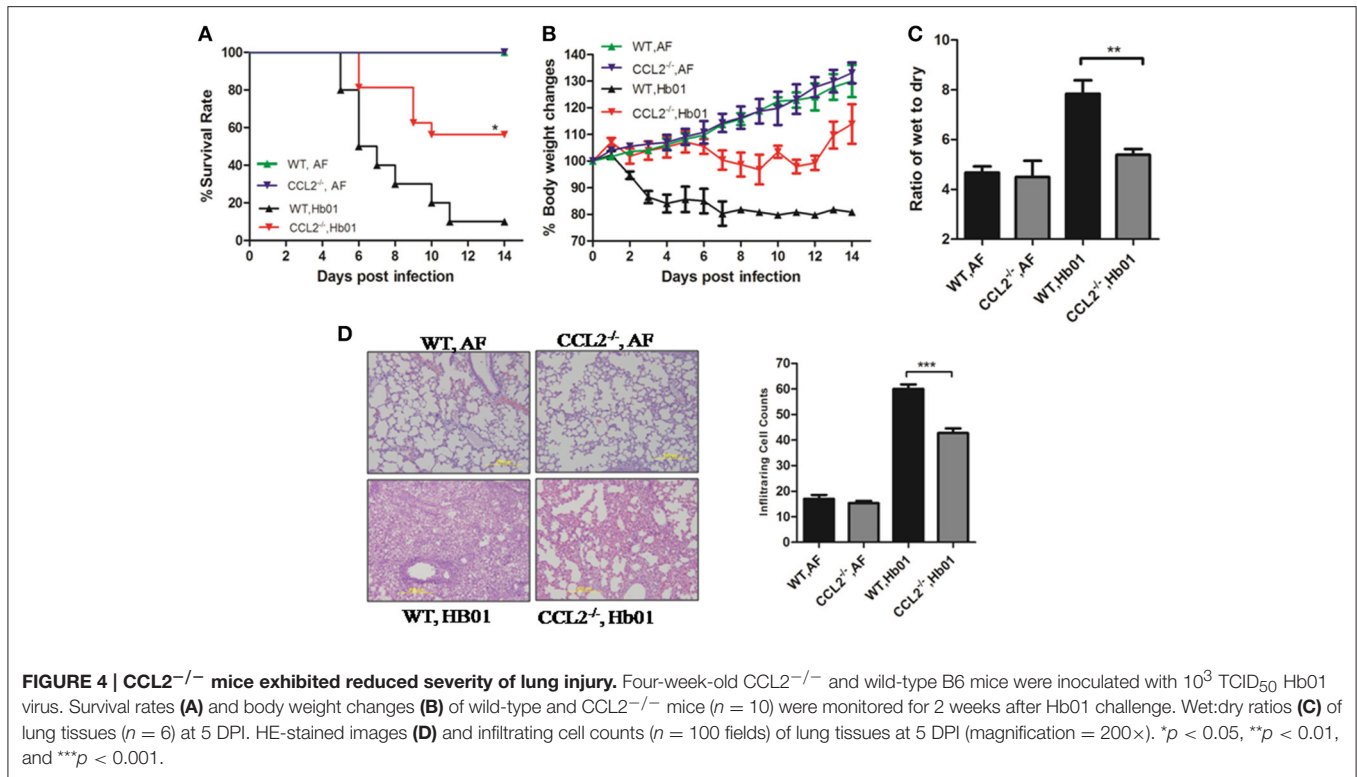 A
100
80
60
40
20
0
%Survival Rate
WT, AF
CCL2-/-, AF
WT,Hb01
CCL2-/-,Hb01
*
0 2 4 6 8 10 12 14
Days post infection
B
140
130
120
110
100
90
80
70
% Body weight changes
WT,AF
CCL2-/-,AF
WT,Hb01
CCL2-/-,Hb01
0 2 4 6 8 10 12 14
Days post infection
C
10
8
6
4
2
Ratio of wet to dry
**
WT,AF
CCL2-/-,AF
WT,Hb01
CCL2-/-,Hb01
D
WT, AF
CCL2-/-, AF
WT, HB01
CCL2-/-, Hb01
70
60
50
40
30
20
10
0
Inflitraring Cell Counts
***
WT,AF
CCL2-/-,AF
WT,Hb01
CCL2-/-,Hb01
FIGURE 4 | CCL2−/− mice exhibited reduced severity of lung injury. Four-week-old CCL2−/− and wild-type B6 mice were inoculated with 10³ TCID₅₀ Hb01
virus. Survival rates (A) and body weight changes (B) of wild-type and CCL2−/− mice (n = 10) were monitored for 2 weeks after Hb01 challenge. Wet:dry ratios (C) of
lung tissues (n = 6) at 5 DPI. HE-stained images (D) and infiltrating cell counts (n = 100 fields) of lung tissues at 5 DPI (magnification = 200×). *p < 0.05, **p < 0.01,
and ***p < 0.001.